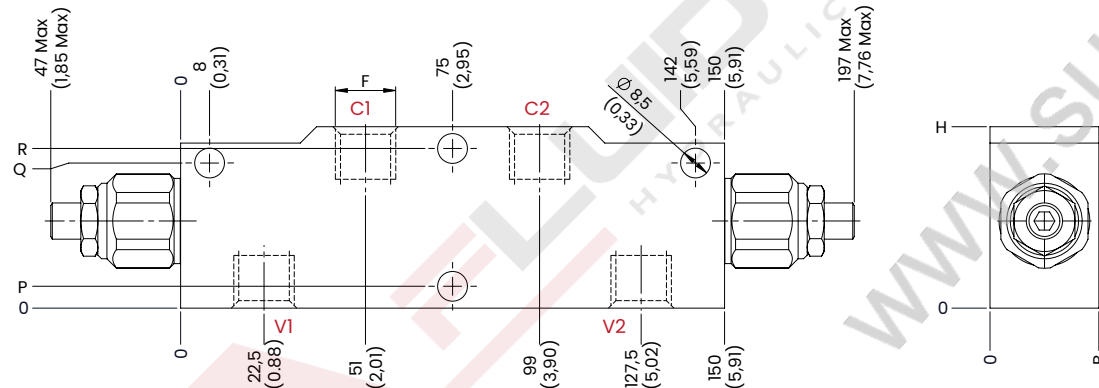 47 Max
(1,85 Max)
0
8
(0,31)
F
75
(2,95)
142
(5,59)
150
(5,91)
197 Max
(7,76 Max)
C1
C2
Ø 8,5
(0,33)
R
Q
P
0
V1
V2
0
22,5
(0.88)
51
(2,01)
99
(3,90)
127,5
(5,02)
150
(5,91)
H
0
0
FLUID
HYDRAULIC
www.su